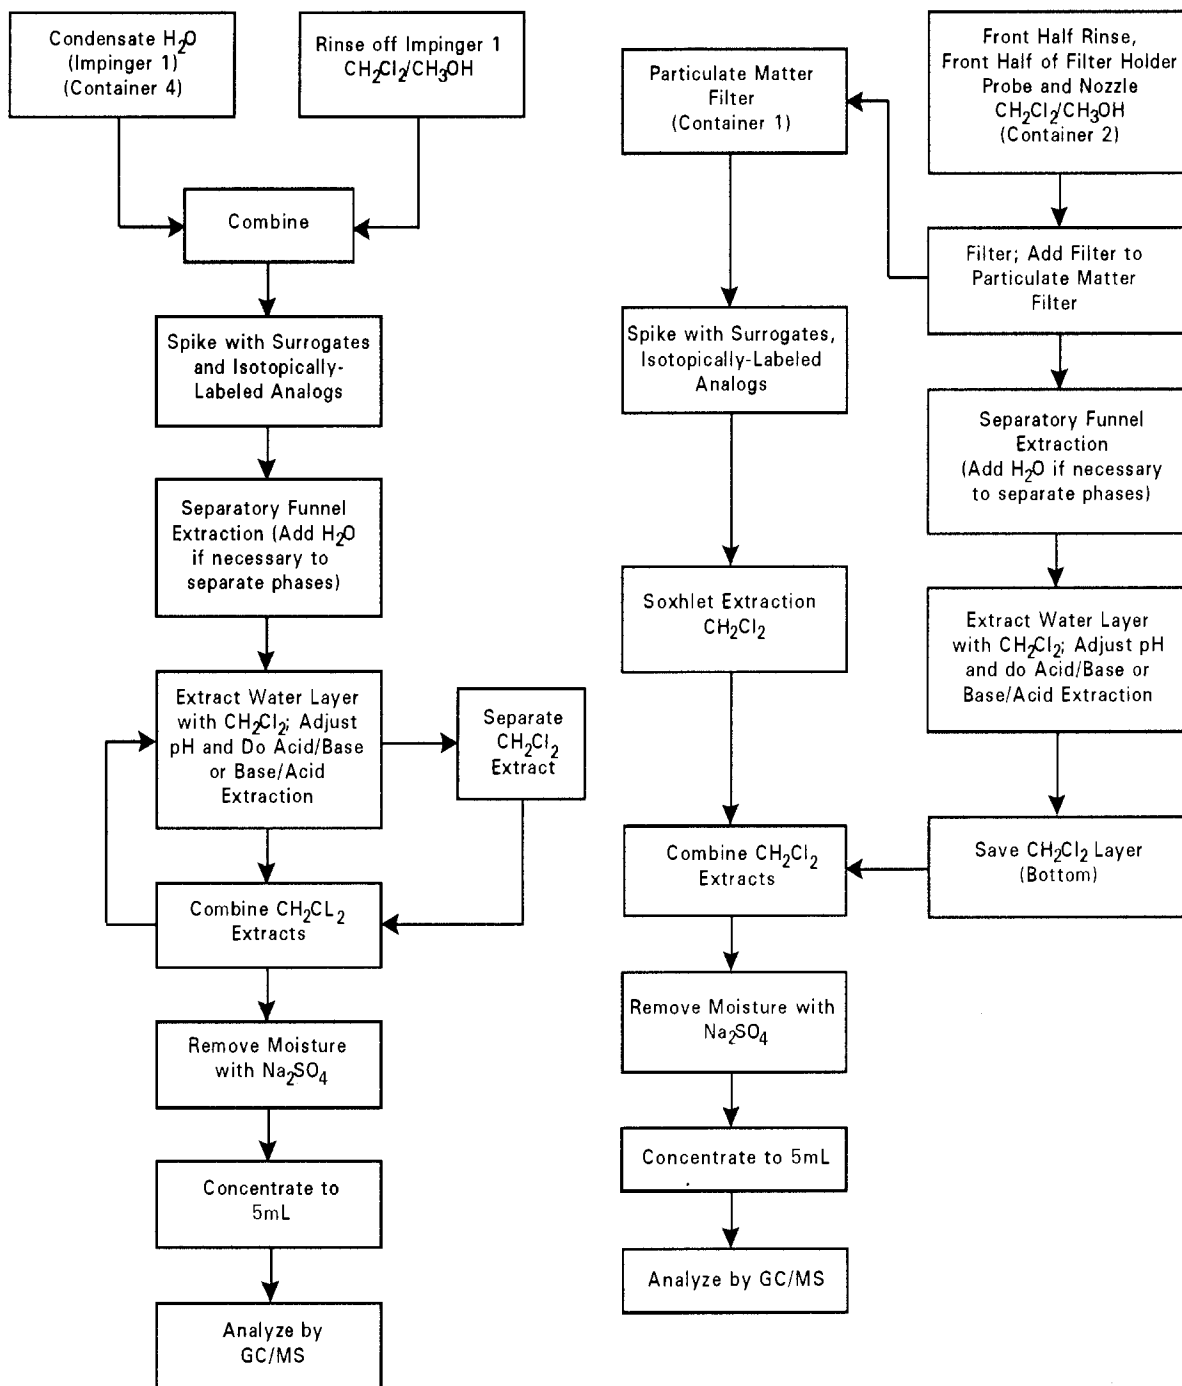 Condensate H2O
(Impinger 1)
(Container 4)
Rinse off Impinger 1
CH2Cl2/CH3OH
Combine
Spike with Surrogates
and Isotopically-
Labeled Analogs
Separatory Funnel
Extraction (Add H2O
if necessary to
separate phases)
Extract Water Layer
with CH2Cl2; Adjust
pH and Do Acid/Base
or Base/Acid
Extraction
Separate
CH2Cl2
Extract
Combine CH2CL2
Extracts
Remove Moisture
with Na2SO4
Concentrate to
5mL
Analyze by
GC/MS
Particulate Matter
Filter
(Container 1)
Spike with Surrogates,
Isotopically-Labeled
Analogs
Soxhlet Extraction
CH2Cl2
Combine CH2Cl2
Extracts
Remove Moisture with
Na2SO4
Concentrate to 5mL
Analyze by GC/MS
Front Half Rinse,
Front Half of Filter Holder
Probe and Nozzle
CH2Cl2/CH3OH
(Container 2)
Filter; Add Filter to
Particulate Matter
Filter
Separatory Funnel
Extraction
(Add H2O if necessary
to separate phases)
Extract Water Layer
with CH2Cl2; Adjust pH
and do Acid/Base or
Base/Acid Extraction
Save CH2Cl2 Layer
(Bottom)